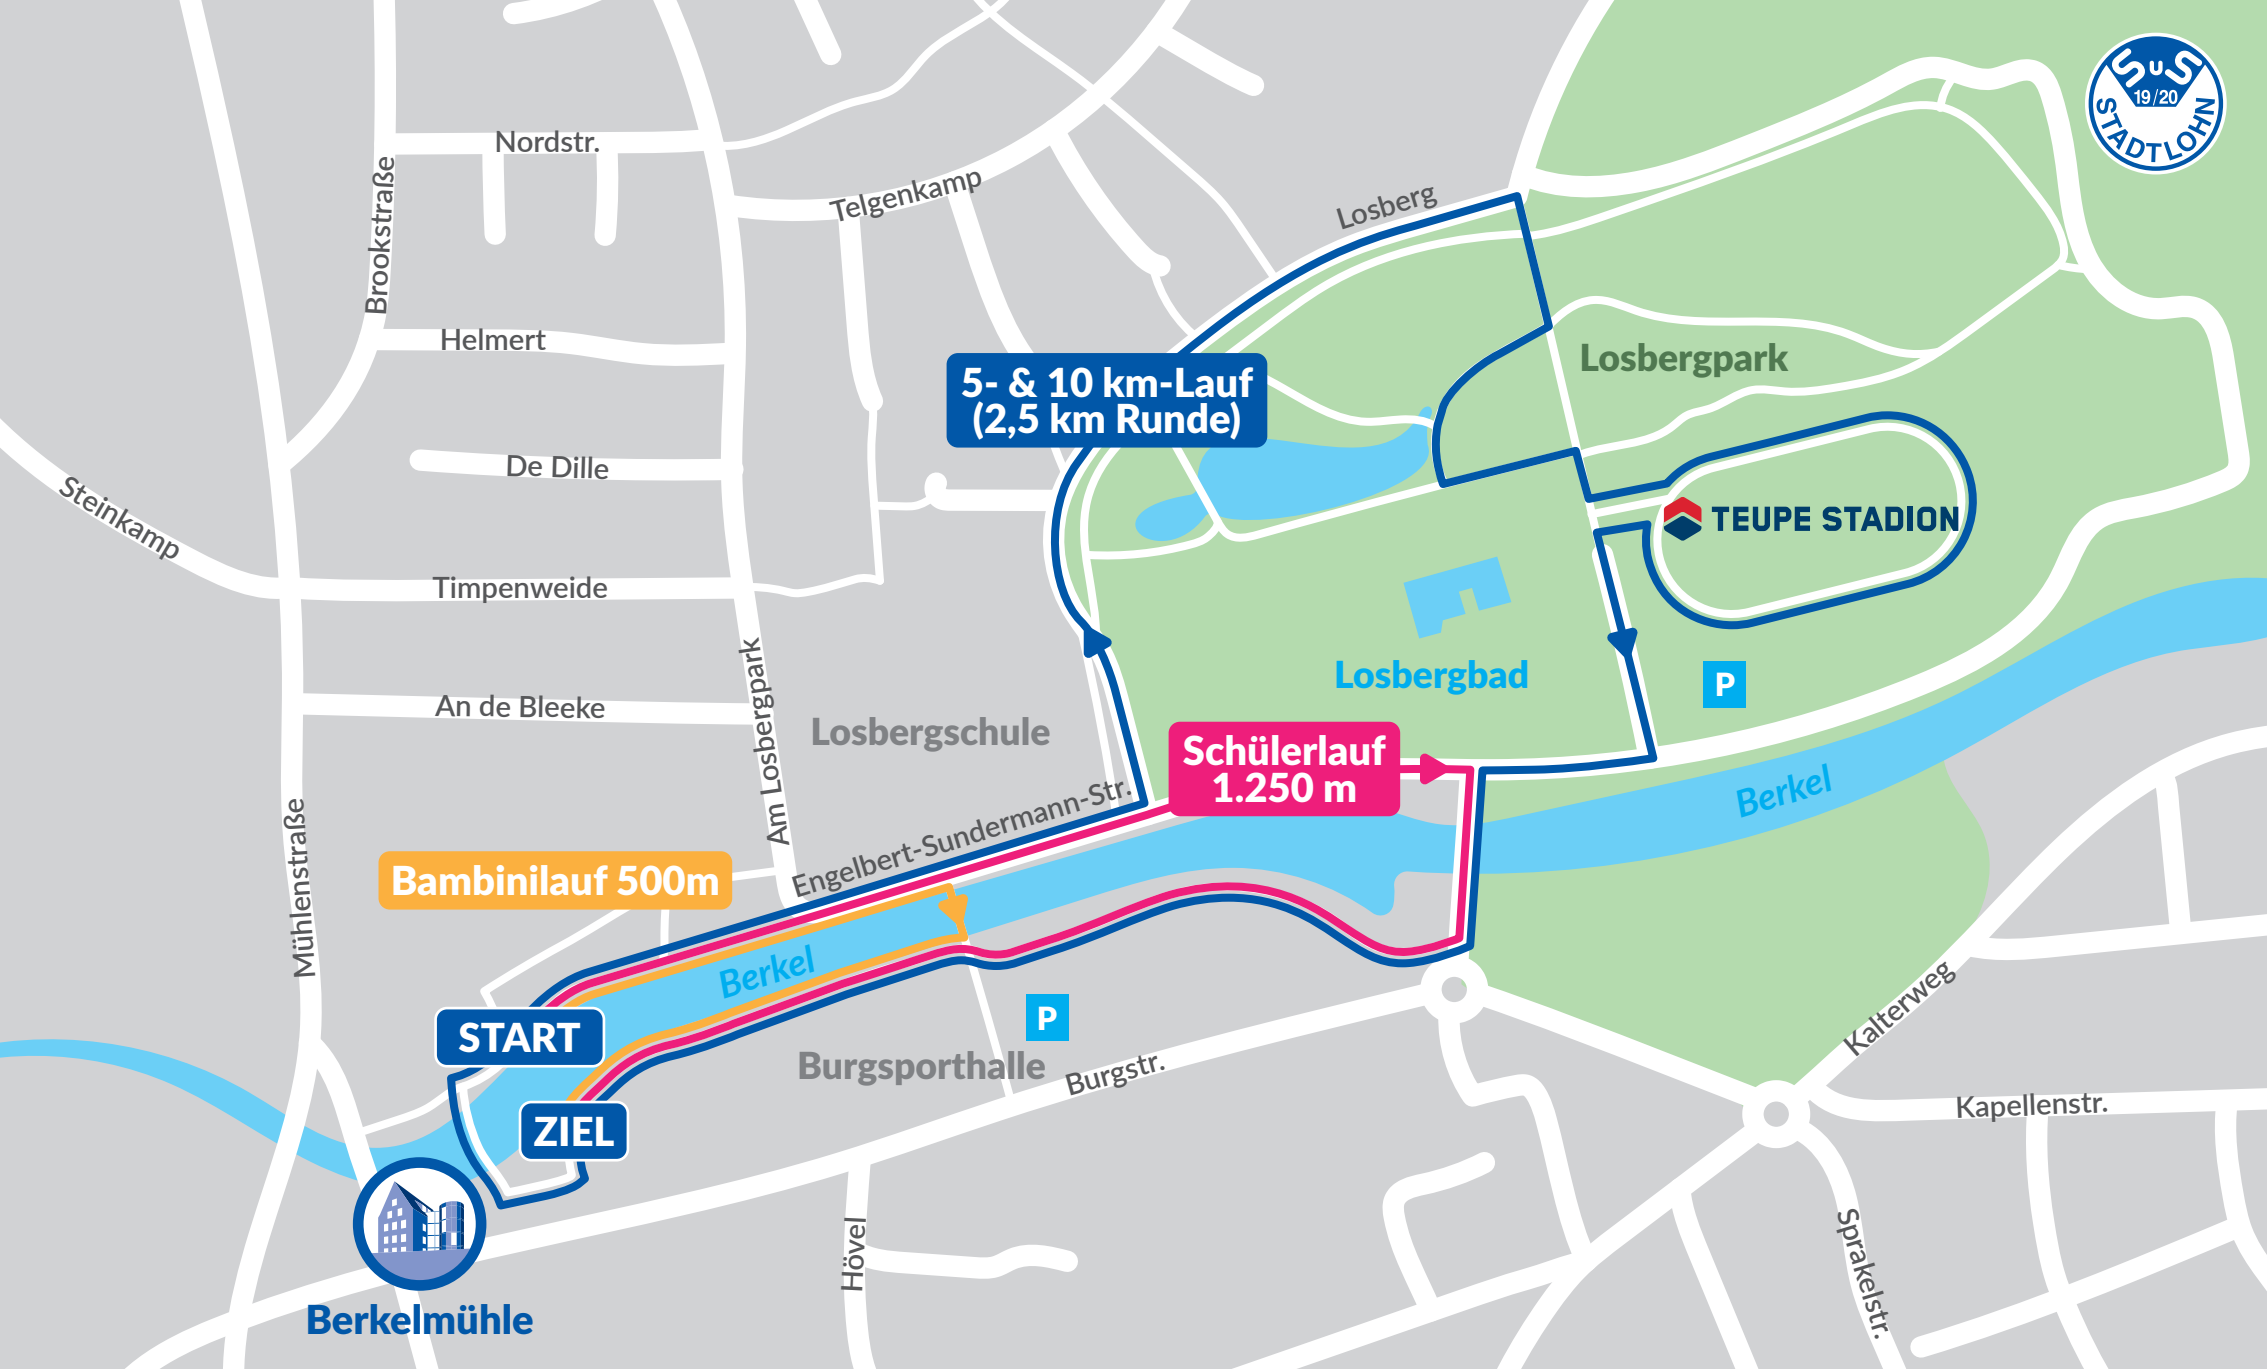 SuS
19/20
STADTLOHN
Nordstr.
Brookstraße
Telgenkamp
Losberg
Helmert
Losbergpark
5- & 10 km-Lauf
(2,5 km Runde)
De Dille
Steinkamp
TEUPE STADION
Timpenweide
Am Losbergpark
Losbergbad
P
An de Bleeke
Losbergschule
Schülerlauf
1.250 m
Engelbert-Sundermann-Str.
Berkel
Mühlenstraße
Bambinilauf 500m
Berkel
START
P
Burgsporthalle
Burgstr.
Kalterweg
Kapellenstr.
ZIEL
Hövel
Sprakelstr.
Berkelmühle